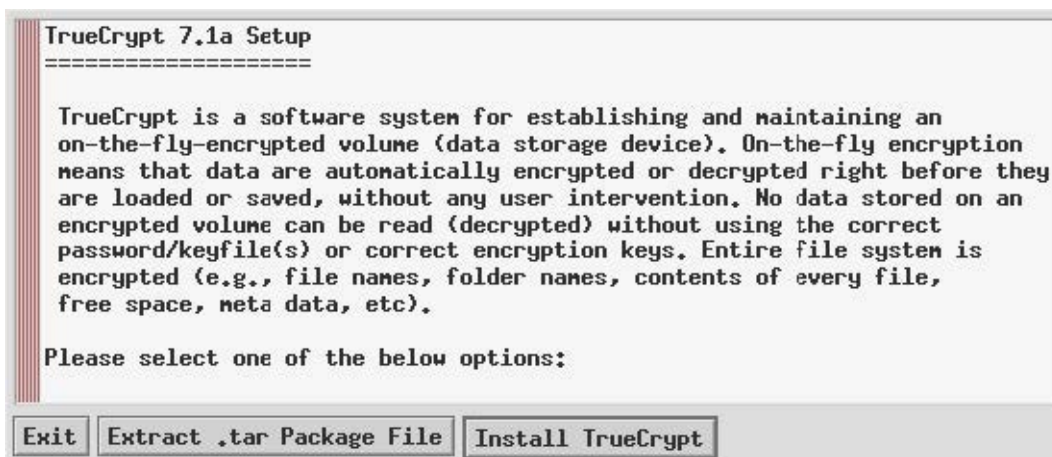 TrueCrypt 7.1a Setup
====================
TrueCrypt is a software system for establishing and maintaining an
on-the-fly-encrypted volume (data storage device). On-the-fly encryption
means that data are automatically encrypted or decrypted right before they
are loaded or saved, without any user intervention. No data stored on an
encrypted volume can be read (decrypted) without using the correct
password/keyfile(s) or correct encryption keys. Entire file system is
encrypted (e.g., file names, folder names, contents of every file,
free space, meta data, etc).
Please select one of the below options:
Exit Extract .tar Package File Install TrueCrypt